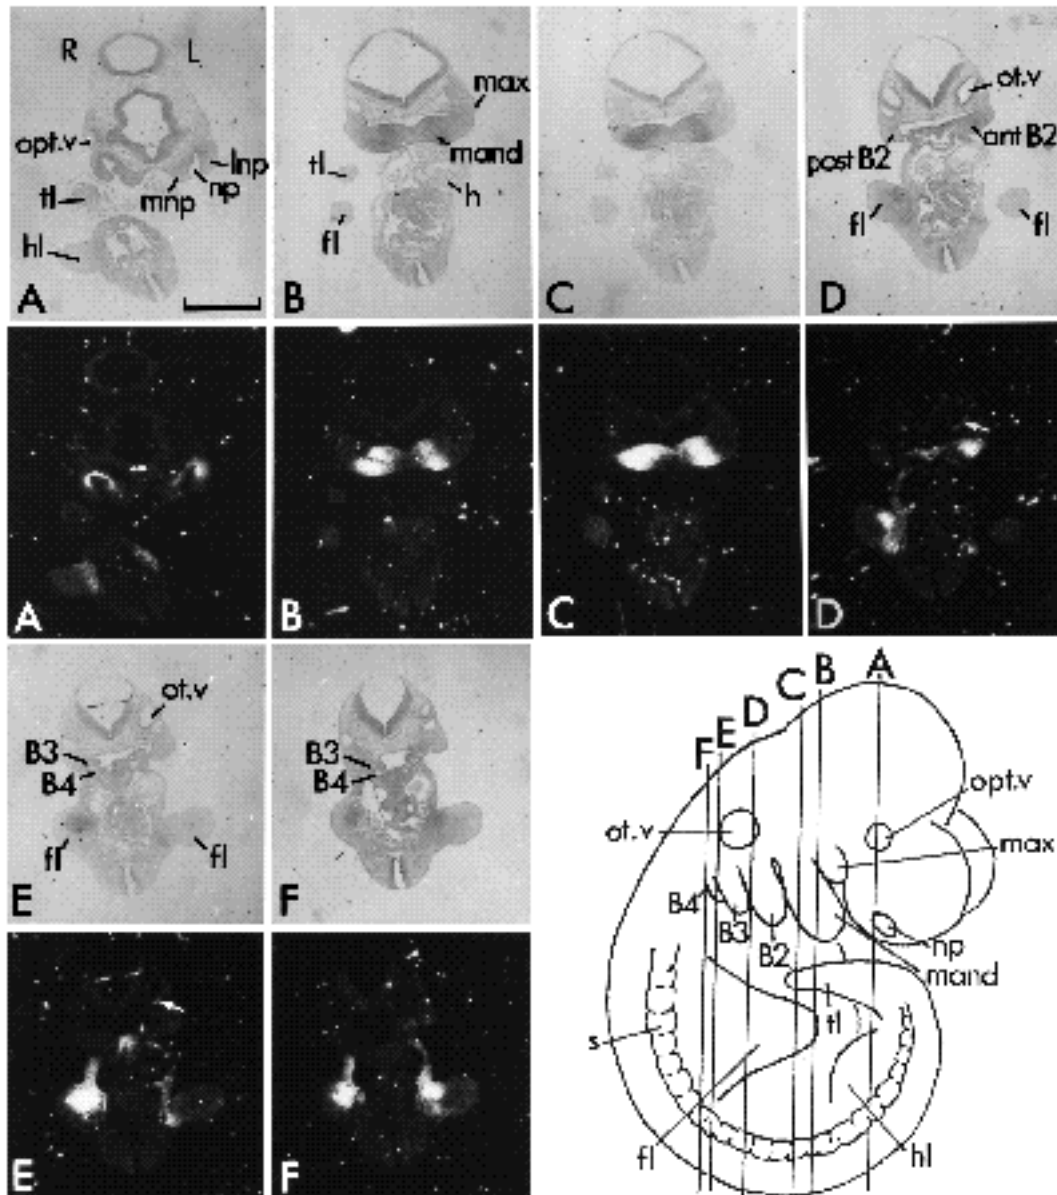 R L
opt.v
lnp
np
mnp
tl
hl
A
max
mand
tl
h
fl
B
C
ot.v
post B2
ant B2
fl
fl
D
A
B
C
D
ot.v
B3
B4
fl
fl
E
B3
B4
F
E
F
A
B
C
D
E
F
opt.v
ot.v
max
B4
B3
B2
np
mand
tl
s
fl
hl